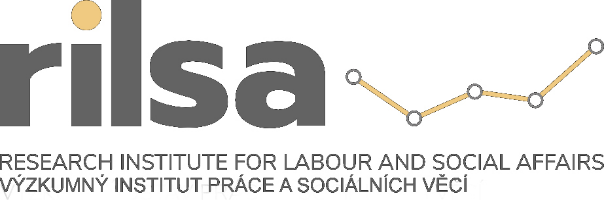 rilsa
RESEARCH INSTITUTE FOR LABOUR AND SOCIAL AFFAIRS
VÝZKUMNÝ INSTITUT PRÁCE A SOCIÁLNÍCH VĚCÍ